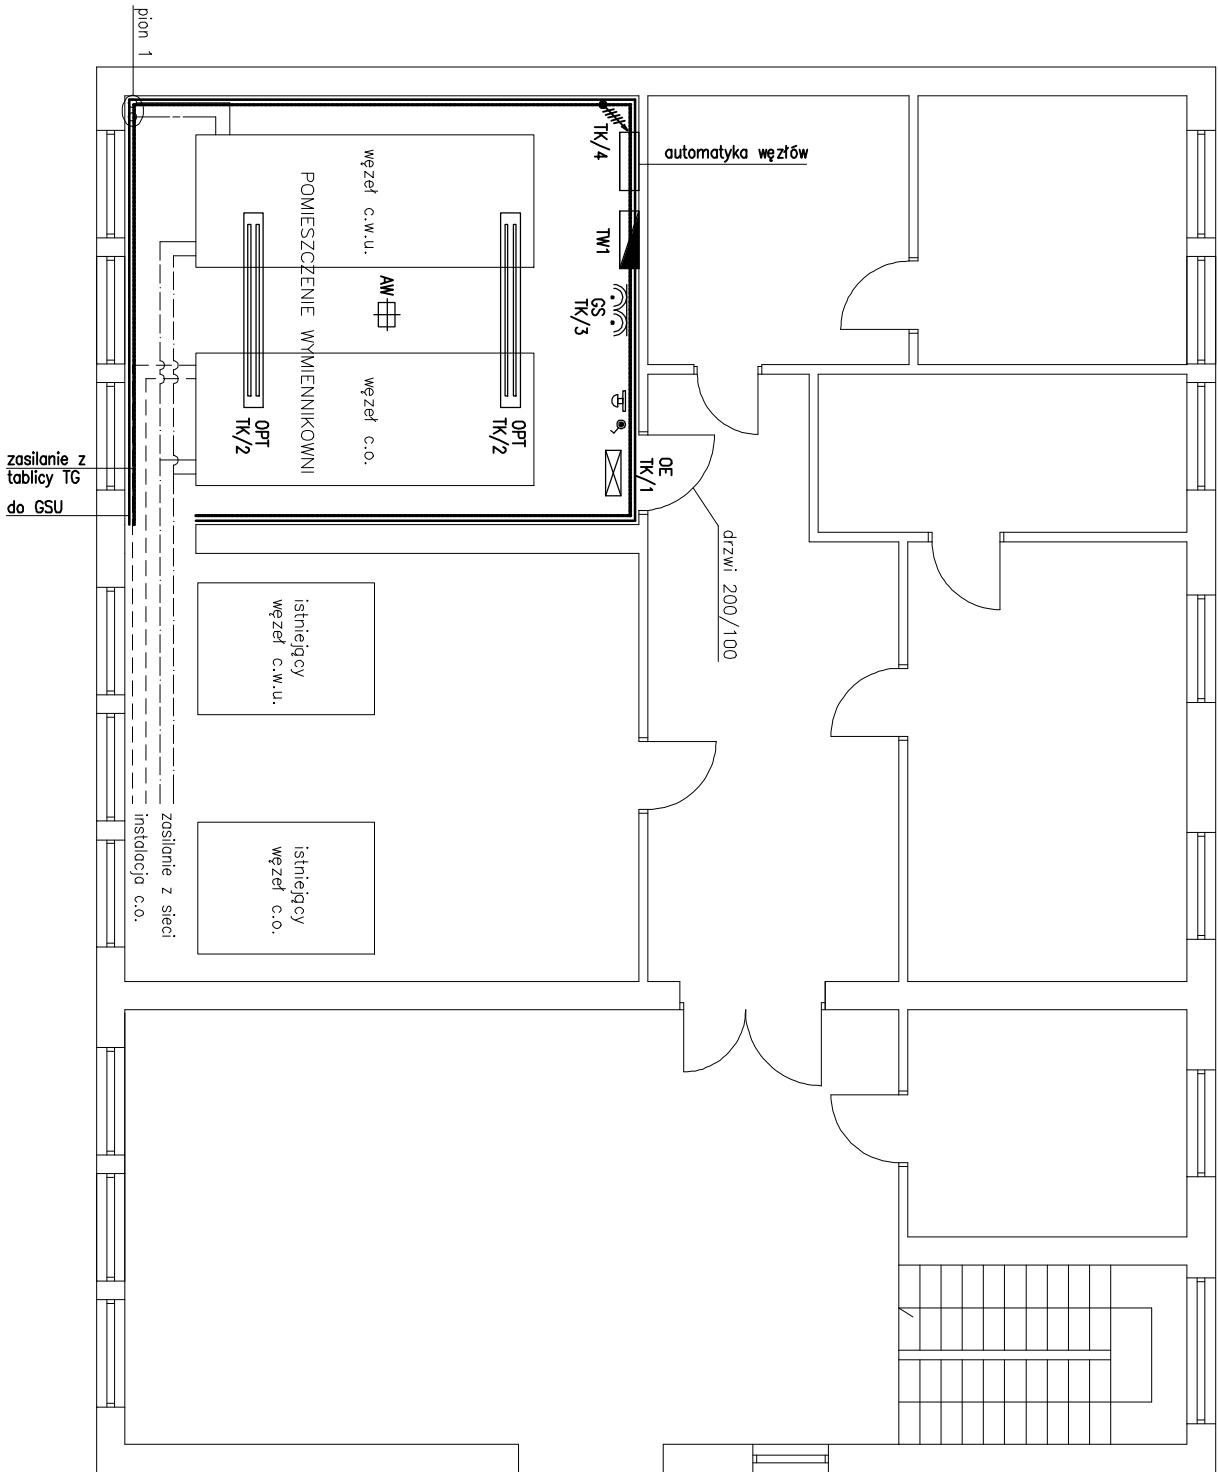 pion 1
automatyka węzłów
TK/4
TW1
GS
TK/3
węzeł c.w.u.
POMIESZCZENIE WYMIENNIKOWNI
AW
węzeł c.o.
OPT
TK/2
OPT
TK/2
OE
TK/1
drzwi 200/100
zasilanie z
tablicy TG
do GSU
istniejący
węzeł c.w.u.
istniejący
węzeł c.o.
zasilanie z sieci
instalacja c.o.